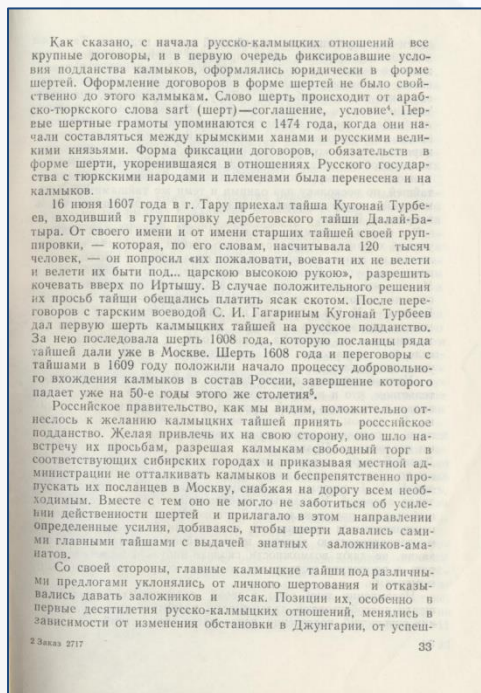 Как сказано, с начала русско-калмыцких отношений все
крупные договоры, и в первую очередь фиксировавшие усло-
вия подданства калмыков, оформлялись юридически в форме
шертей. Оформление договоров в форме шертей не было свой-
ственно до этого калмыкам. Слово шерть происходит от араб-
ско-тюркского слова sart (шерт)—соглашение, условие⁴. Пер-
вые шертные грамоты упоминаются с 1474 года, когда они на-
чали составляться между крымскими ханами и русскими вели-
кими князьями. Форма фиксации договоров, обязательств в
форме шерти, укоренившаяся в отношениях Русского государ-
ства с тюркскими народами и племенами была перенесена и на
калмыков.
16 июня 1607 года в г. Тару приехал тайша Кугонай Турбе-
ев, входивший в группировку дербетовского тайши Далай-Ба-
тыра. От своего имени и от имени старших тайшей своей груп-
пировки, — которая, по его словам, насчитывала 120 тысяч
человек, — он попросил «их пожаловати, воевати их не велети
и велети их быти под... царскою высокою рукою», разрешить
кочевать вверх по Иртышу. В случае положительного решения
их просьб тайши обещались платить ясак скотом. После пере-
говоров с тарским воеводой С. И. Гагариным Кугонай Турбеев
дал первую шерть калмыцких тайшей на русское подданство.
За нею последовала шерть 1608 года, которую посланцы ряда
тайшей дали уже в Москве. Шерть 1608 года и переговоры с
тайшами в 1609 году положили начало процессу добровольно-
го вхождения калмыков в состав России, завершение которого
падает уже на 50-е годы этого же столетия⁵.
Российское правительство, как мы видим, положительно от-
неслось к желанию калмыцких тайшей принять росссийское
подданство. Желая привлечь их на свою сторону, оно шло на-
встречу их просьбам, разрешая калмыкам свободный торг в
соответствующих сибирских городах и приказывая местной ад-
министрации не отталкивать калмыков и беспрепятственно про-
пускать их посланцев в Москву, снабжая на дорогу всем необ-
ходимым. Вместе с тем оно не могло не заботиться об усиле-
нии действенности шертей и прилагало в этом направлении
определенные усилия, добиваясь, чтобы шерти давались сами-
ми главными тайшами с выдачей знатных заложников-ама-
натов.
Со своей стороны, главные калмыцкие тайши под различны-
ми предлогами уклонялись от личного шертования и отказы-
вались давать заложников и ясак. Позиции их, особенно в
первые десятилетия русско-калмыцких отношений, менялись в
зависимости от изменения обстановки в Джунгарии, от успеш-
2 Заказ 2717
33